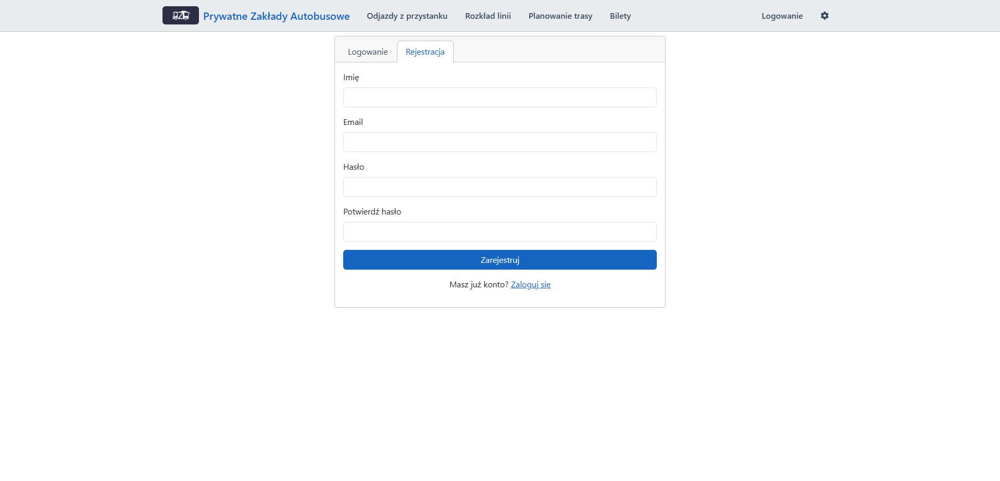 PZA Prywatne Zakłady Autobusowe Odjazdy z przystanku Rozkład linii Planowanie trasy Bilety Logowanie
Logowanie Rejestracja
Imię
Email
Hasło
Potwierdź hasło
Zarejestruj
Masz już konto? Zaloguj się